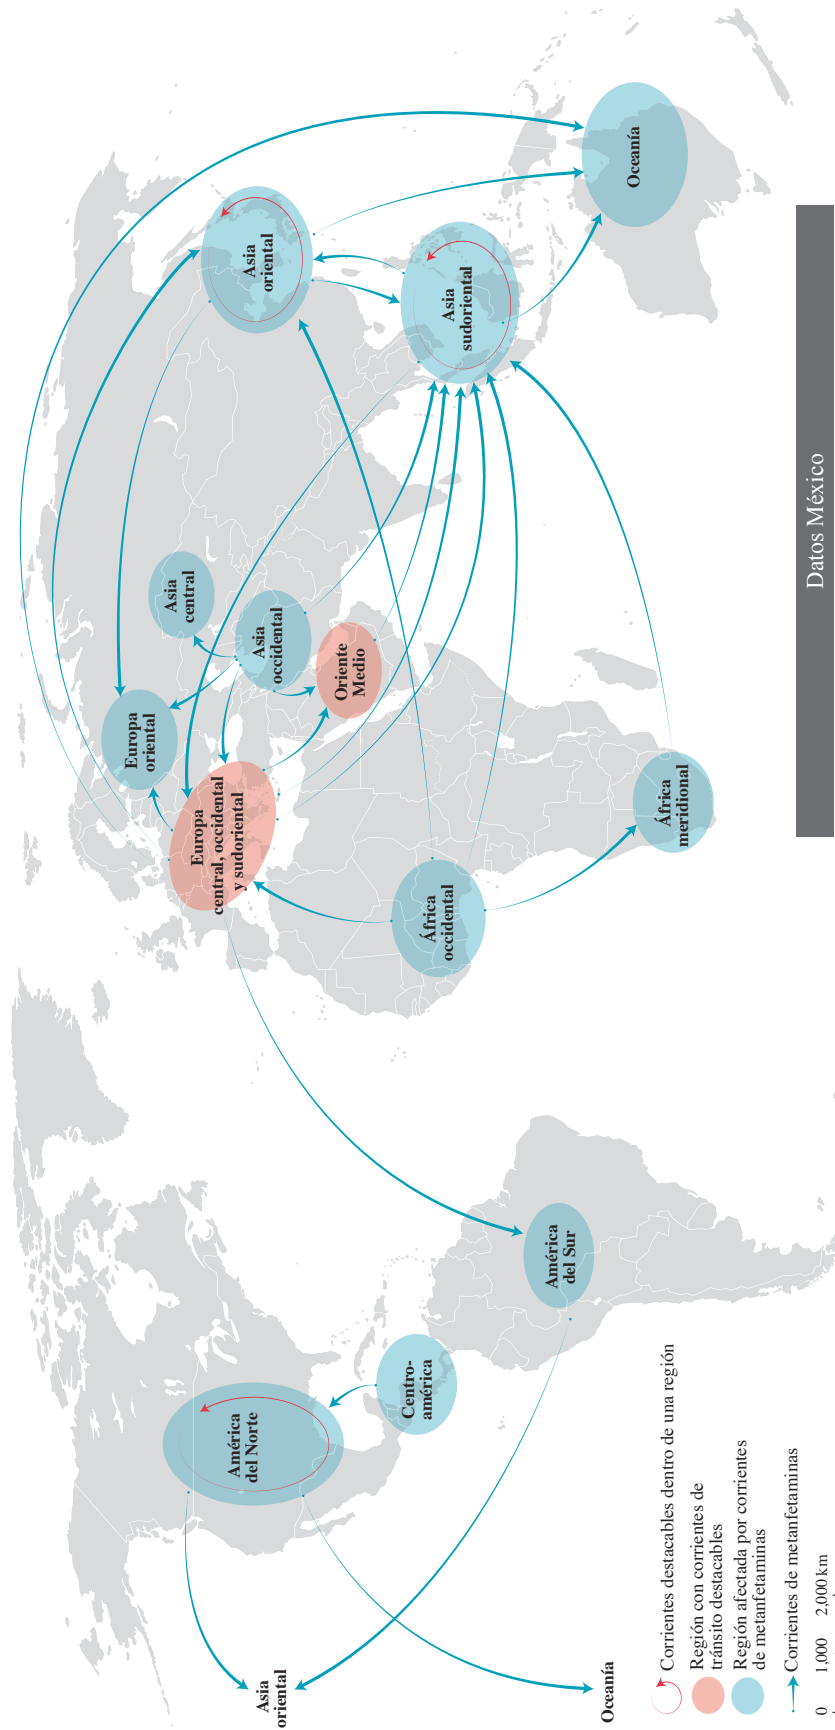 Asia
oriental
Oceanía
América
del Norte
Centro-
américa
América
del Sur
Europa
central, occidental
y sudoriental
Europa
oriental
Asia
central
Asia
occidental
Oriente
Medio
África
occidental
África
meridional
Asia
oriental
Asia
sudoriental
Oceanía
Corrientes destacables dentro de una región
Región con corrientes de
tránsito destacables
Región afectada por corrientes
de metanfetaminas
Corrientes de metanfetaminas
0 1,000 2,000 km
Datos México